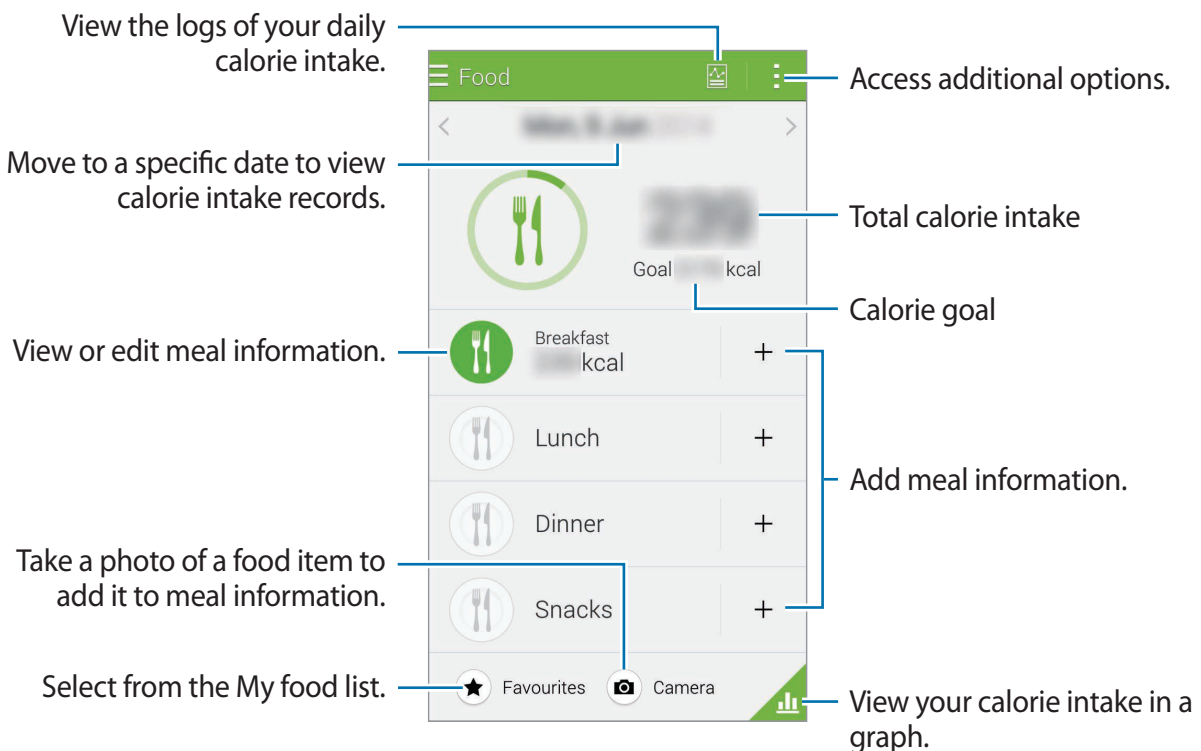 View the logs of your daily
calorie intake.
Food
Access additional options.
Move to a specific date to view
calorie intake records.
Total calorie intake
Goal kcal
Calorie goal
View or edit meal information.
Breakfast
kcal
+
Lunch
+
Add meal information.
Dinner
+
Take a photo of a food item to
add it to meal information.
Snacks
+
Select from the My food list.
Favourites
Camera
View your calorie intake in a
graph.